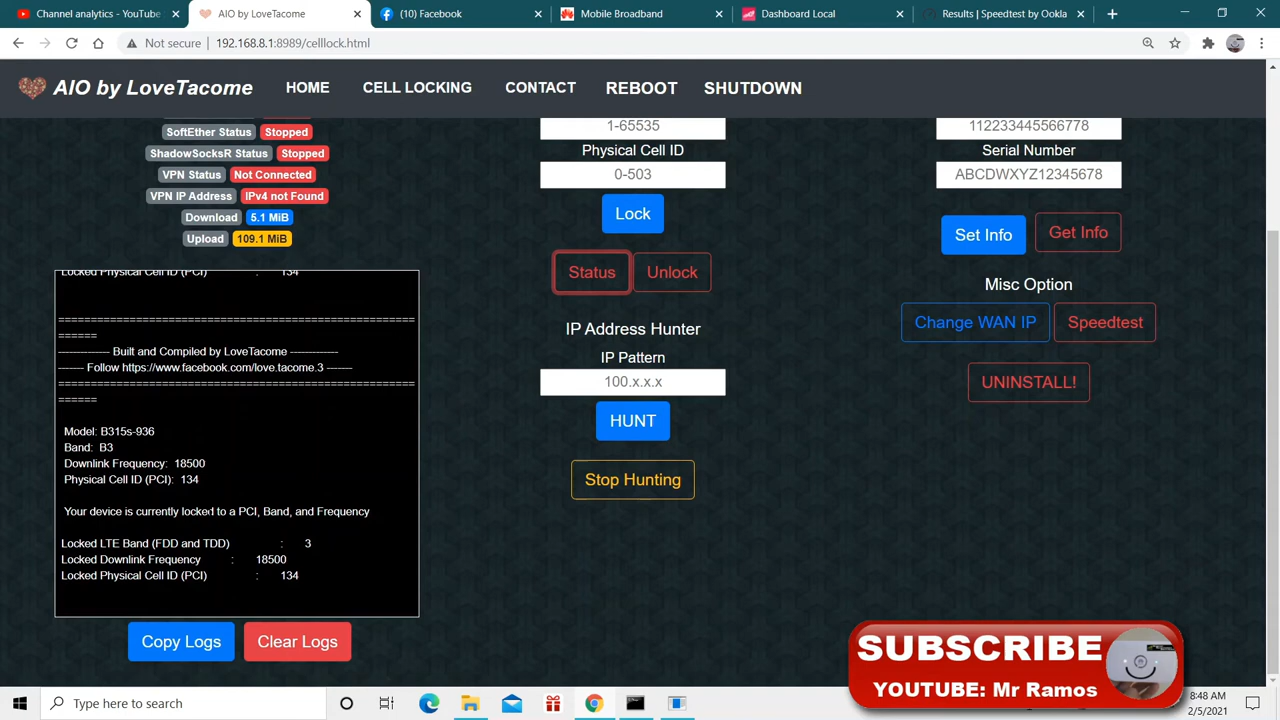 Channel analytics - YouTube
AIO by LoveTacome
(10) Facebook
Mobile Broadband
Dashboard Local
Results | Speedtest by Ookla
Not secure
192.168.8.1:8989/celllock.html
AIO by LoveTacome
HOME
CELL LOCKING
CONTACT
REBOOT
SHUTDOWN
SoftEther Status Stopped
ShadowSocksR Status Stopped
VPN Status Not Connected
VPN IP Address IPv4 not Found
Download 5.1 MiB
Upload 109.1 MiB
Locked Physical Cell ID (PCI) : 134
========================================================
======
------------- Built and Compiled by LoveTacome -------------
------- Follow https://www.facebook.com/love.tacome.3 -------
========================================================
======
Model: B315s-936
Band: B3
Downlink Frequency: 18500
Physical Cell ID (PCI): 134
Your device is currently locked to a PCI, Band, and Frequency
Locked LTE Band (FDD and TDD) : 3
Locked Downlink Frequency : 18500
Locked Physical Cell ID (PCI) : 134
Copy Logs
Clear Logs
1-65535
Physical Cell ID
0-503
Lock
Status
Unlock
IP Address Hunter
IP Pattern
100.x.x.x
HUNT
Stop Hunting
112233445566778
Serial Number
ABCDWXYZ12345678
Set Info
Get Info
Misc Option
Change WAN IP
Speedtest
UNINSTALL!
SUBSCRIBE
YOUTUBE: Mr Ramos
Type here to search
8:48 AM
2/5/2021